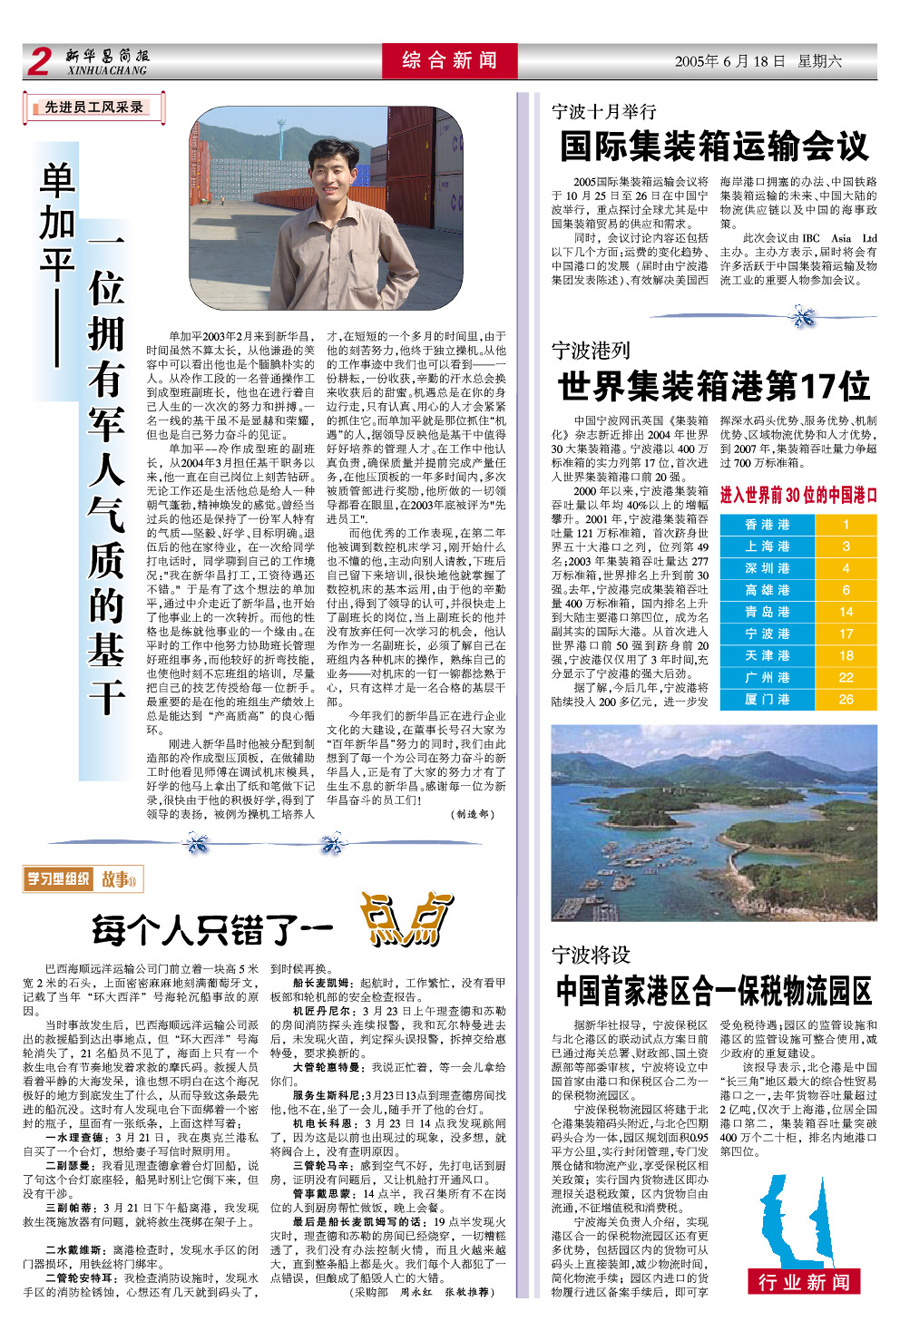 2
新华昌简报
XINHUACHANG
综合新闻
2005年 6 月 18 日 星期六
先进员工风采录
单加平——
一位拥有军人气质的基干
单加平2003年2月来到新华昌，
时间虽然不算太长，从他谦逊的笑
容中可以看出他也是个腼腆朴实的
人。从冷作工段的一名普通操作工
到成型班副班长，他也在进行着自
己人生的一次次的努力和拼搏。一
名一线的基干虽不是显赫和荣耀，
但也是自己努力奋斗的见证。
单加平--冷作成型班的副班
长，从2004年3月担任基干职务以
来，他一直在自己岗位上刻苦钻研。
无论工作还是生活他总是给人一种
朝气蓬勃，精神焕发的感觉。曾经当
过兵的他还是保持了一份军人特有
的气质--坚毅、好学、目标明确。退
伍后的他在家待业，在一次给同学
打电话时，同学聊到自己的工作境
况："我在新华昌打工，工资待遇还
不错。"于是有了这个想法的单加
平，通过中介走近了新华昌，也开始
了他事业上的一次转折。而他的性
格也是练就他事业的一个缘由。在
平时的工作中他努力协助班长管理
好班组事务，而他较好的折弯技能，
也使他时刻不忘班组的培训，尽量
把自己的技艺传授给每一位新手。
最重要的是在他的班组生产绩效上
总是能达到“产高质高”的良心循
环。
刚进入新华昌时他被分配到制
造部的冷作成型压顶板，在做辅助
工时他看见师傅在调试机床模具，
好学的他马上拿出了纸和笔做下记
录，很快由于他的积极好学，得到了
领导的表扬，被例为操机工培养人
才，在短短的一个多月的时间里，由于
他的刻苦努力，他终于独立操机。从他
的工作事迹中我们也可以看到——一
份耕耘，一份收获，辛勤的汗水总会换
来收获后的甜蜜。机遇总是在你的身
边行走，只有认真、用心的人才会紧紧
的抓住它。而单加平就是那位抓住“机
遇”的人，据领导反映他是基干中值得
好好培养的管理人才。在工作中他认
真负责，确保质量并提前完成产量任
务，在他压顶板的一年多时间内，多次
被质管部进行奖励，他所做的一切领
导都看在眼里，在2003年底被评为"先
进员工".
而他优秀的工作表现，在第二年
他被调到数控机床学习，刚开始什么
也不懂的他，主动向别人请教，下班后
自己留下来培训，很快地他就掌握了
数控机床的基本运用，由于他的辛勤
付出，得到了领导的认可，并很快走上
了副班长的岗位，当上副班长的他并
没有放弃任何一次学习的机会，他认
为作为一名副班长，必须了解自己在
班组内各种机床的操作，熟练自己的
业务——对机床的一钉一铆都捻熟于
心，只有这样才是一名合格的基层干
部。
今年我们的新华昌正在进行企业
文化的大建设，在董事长号召大家为
“百年新华昌”努力的同时，我们由此
想到了每一个为公司在努力奋斗的新
华昌人，正是有了大家的努力才有了
生生不息的新华昌。感谢每一位为新
华昌奋斗的员工们！
（制造部）
学习型组织 故事
每个人只错了一点点
巴西海顺远洋运输公司门前立着一块高 5 米
宽 2 米的石头，上面密密麻麻地刻满葡萄牙文，
记载了当年“环大西洋”号海轮沉船事故的原
因。
当时事故发生后，巴西海顺远洋运输公司派
出的救援船到达出事地点，但“环大西洋”号海
轮消失了，21 名船员不见了，海面上只有一个
救生电台有节奏地发着求救的摩氏码。救援人员
看着平静的大海发呆，谁也想不明白在这个海况
极好的地方到底发生了什么，从而导致这条最先
进的船沉没。这时有人发现电台下面绑着一个密
封的瓶子，里面有一张纸条，上面这样写着：
一水理查德：3 月 21 日，我在奥克兰港私
自买了一个台灯，想给妻子写信时照明用。
二副瑟曼：我看见理查德拿着台灯回船，说
了句这个台灯底座轻，船晃时别让它倒下来，但
没有干涉。
三副帕蒂：3 月 21 日下午船离港，我发现
救生筏施放器有问题，就将救生筏绑在架子上。
二水戴维斯：离港检查时，发现水手区的闭
门器损坏，用铁丝将门绑牢。
二管轮安特耳：我检查消防设施时，发现水
手区的消防栓锈蚀，心想还有几天就到码头了，
到时候再换。
船长麦凯姆：起航时，工作繁忙，没有看甲
板部和轮机部的安全检查报告。
机匠丹尼尔：3 月 23 日上午理查德和苏勒
的房间消防探头连续报警，我和瓦尔特曼进去
后，未发现火苗，判定探头误报警，拆掉交给惠
特曼，要求换新的。
大管轮惠特曼：我说正忙着，等一会儿拿给
你们。
服务生斯科尼：3月23日13点到理查德房间找
他，他不在，坐了一会儿，随手开了他的台灯。
机电长科恩：3 月 23 日 14 点我发现跳闸
了，因为这是以前也出现过的现象，没多想，就
将阀合上，没有查明原因。
三管轮马辛：感到空气不好，先打电话到厨
房，证明没有问题后，又让机舱打开通风口。
管事戴思蒙：14 点半，我召集所有不在岗
位的人到厨房帮忙做饭，晚上会餐。
最后是船长麦凯姆写的话：19 点半发现火
灾时，理查德和苏勒的房间已经烧穿，一切糟糕
透了，我们没有办法控制火情，而且火越来越
大，直到整条船上都是火。我们每个人都犯了一
点错误，但酿成了船毁人亡的大错。
（采购部 周永红 张敏推荐）
宁波十月举行
国际集装箱运输会议
2005国际集装箱运输会议将
于 10 月 25 日至 26 日在中国宁
波举行，重点探讨全球尤其是中
国集装箱贸易的供应和需求。
同时，会议讨论内容还包括
以下几个方面：运费的变化趋势、
中国港口的发展（届时由宁波港
集团发表陈述）、有效解决美国西
海岸港口拥塞的办法、中国铁路
集装箱运输的未来、中国大陆的
物流供应链以及中国的海事政
策。
此次会议由 IBC Asia Ltd
主办。主办方表示，届时将会有
许多活跃于中国集装箱运输及物
流工业的重要人物参加会议。
宁波港列
世界集装箱港第17位
中国宁波网讯英国《集装箱
化》杂志新近排出 2004 年世界
30 大集装箱港。宁波港以 400 万
标准箱的实力列第 17 位，首次进
入世界集装箱港口前 20 强。
2000 年以来，宁波港集装箱
吞吐量以年均 40%以上的增幅
攀升。2001 年，宁波港集装箱吞
吐量 121 万标准箱，首次跻身世
界五十大港口之列，位列第 49
名；2003 年集装箱吞吐量达 277
万标准箱，世界排名上升到前 30
强。去年，宁波港完成集装箱吞吐
量 400 万标准箱，国内排名上升
到大陆主要港口第四位，成为名
副其实的国际大港。从首次进入
世界港口前 50 强到跻身前 20
强，宁波港仅仅用了 3 年时间，充
分显示了宁波港的强大后劲。
据了解，今后几年，宁波港将
陆续投入 200 多亿元，进一步发
挥深水码头优势、服务优势、机制
优势、区域物流优势和人才优势，
到 2007 年，集装箱吞吐量力争超
过 700 万标准箱。
进入世界前 30 位的中国港口
香港港 1
上海港 3
深圳港 4
高雄港 6
青岛港 14
宁波港 17
天津港 18
广州港 22
厦门港 26
宁波将设
中国首家港区合一保税物流园区
据新华社报导，宁波保税区
与北仑港区的联动试点方案日前
已通过海关总署、财政部、国土资
源部等部委审核，宁波将设立中
国首家由港口和保税区合二为一
的保税物流园区。
宁波保税物流园区将建于北
仑港集装箱码头附近，与北仑四期
码头合为一体，园区规划面积0.95
平方公里，实行封闭管理，专门发
展仓储和物流产业，享受保税区相
关政策；实行国内货物进区即办
理报关退税政策，区内货物自由
流通，不征增值税和消费税。
宁波海关负责人介绍，实现
港区合一的保税物流园区还有更
多优势，包括园区内的货物可从
码头上直接装卸，减少物流时间，
简化物流手续；园区内进口的货
物履行进区备案手续后，即可享
受免税待遇；园区的监管设施和
港区的监管设施可整合使用，减
少政府的重复建设。
该报导表示，北仑港是中国
“长三角”地区最大的综合性贸易
港口之一，去年货物吞吐量超过
2 亿吨，仅次于上海港，位居全国
港口第二，集装箱吞吐量突破
400 万个二十柜，排名内地港口
第四位。
行业新闻